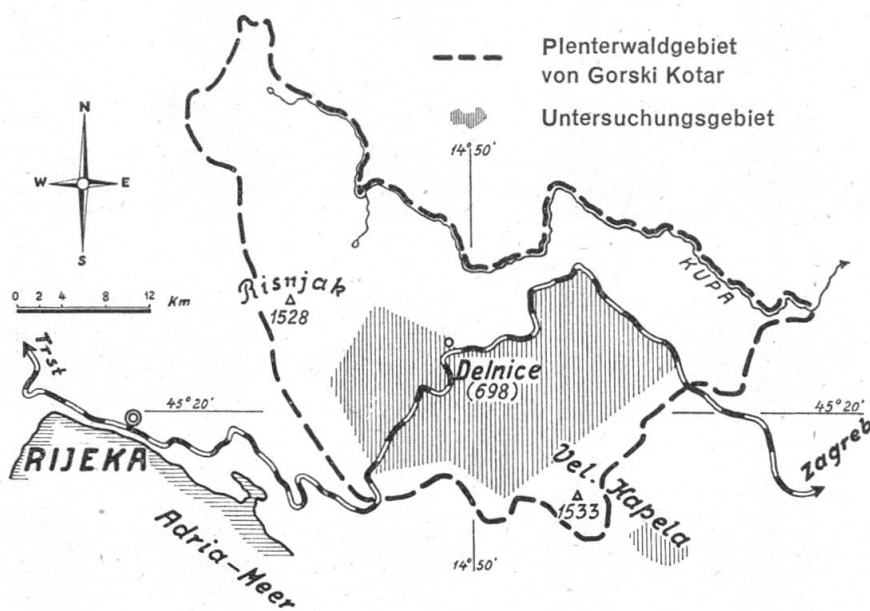 Plenterwaldgebiet
von Gorski Kotar
Untersuchungsgebiet
14°50'
N
W E
S
KUPA
Risnjak
1528
0 2 4 6 8 12 Km
Trst
Delnice
(698)
45°20'
45°20'
RIJEKA
Vel. Kapela
1533
Zagreb
Adria-Meer
14°50'